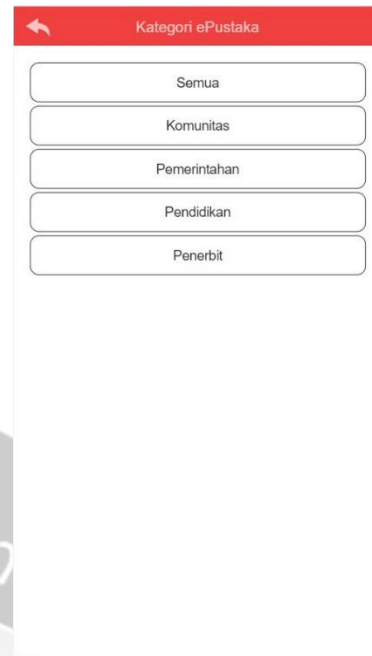 Kategori ePustaka
Semua
Komunitas
Pemerintahan
Pendidikan
Penerbit